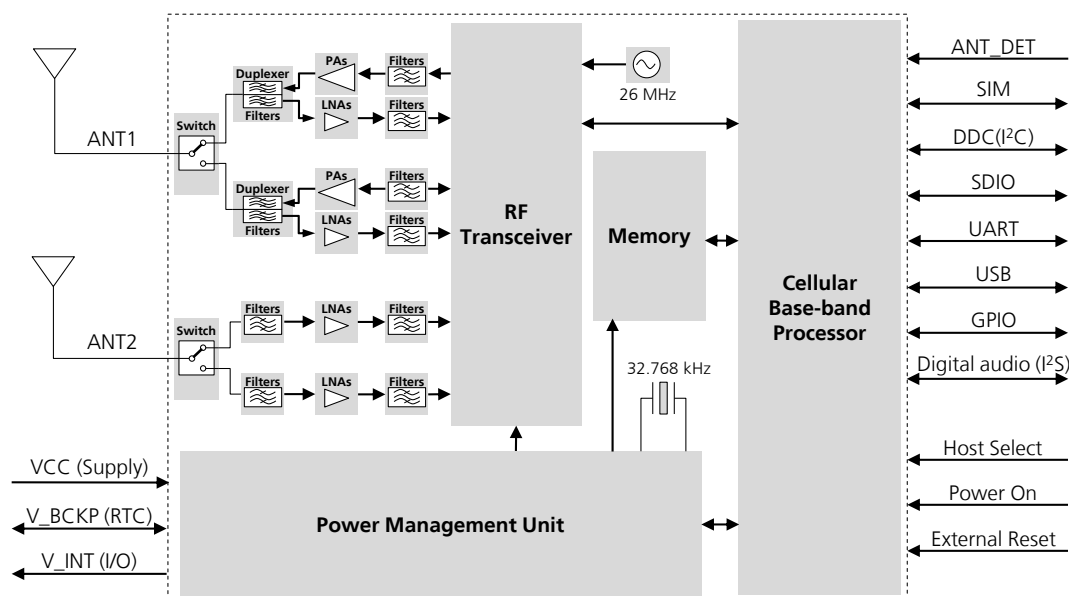 ANT1
Switch
Duplexer
Filters
PAs
Filters
LNAs
Filters
Duplexer
Filters
PAs
Filters
LNAs
Filters
ANT2
Switch
Filters
LNAs
Filters
Filters
LNAs
Filters
RF
Transceiver
26 MHz
Memory
32.768 kHz
Cellular
Base-band
Processor
Power Management Unit
VCC (Supply)
V_BCKP (RTC)
V_INT (I/O)
ANT_DET
SIM
DDC(I²C)
SDIO
UART
USB
GPIO
Digital audio (I²S)
Host Select
Power On
External Reset